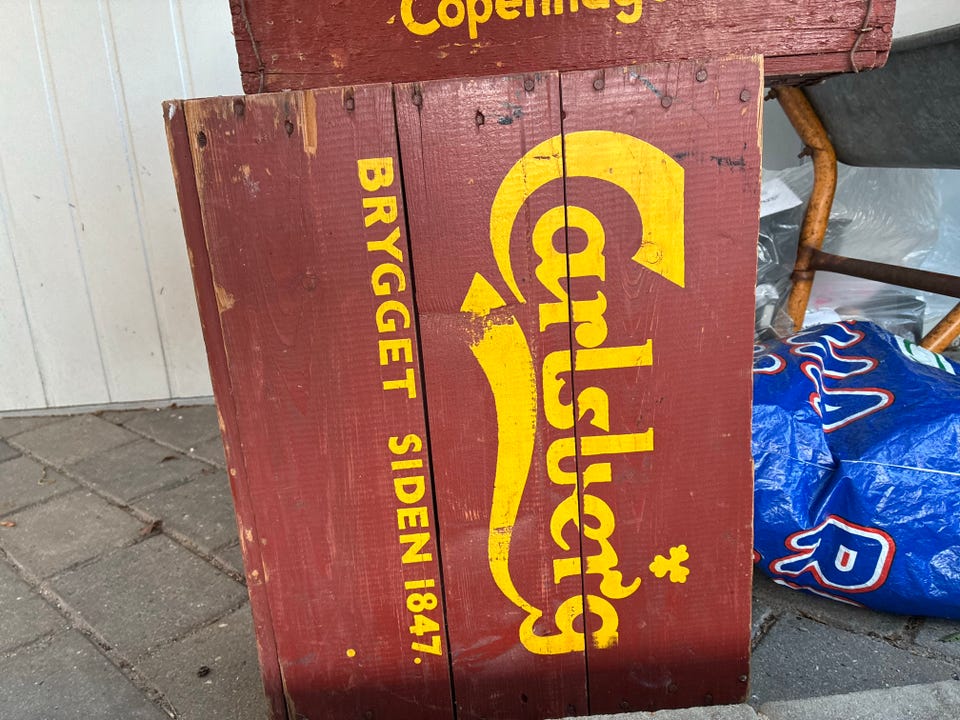 Copenhag
Carlsberg
BRYGGET SIDEN 1847.
R